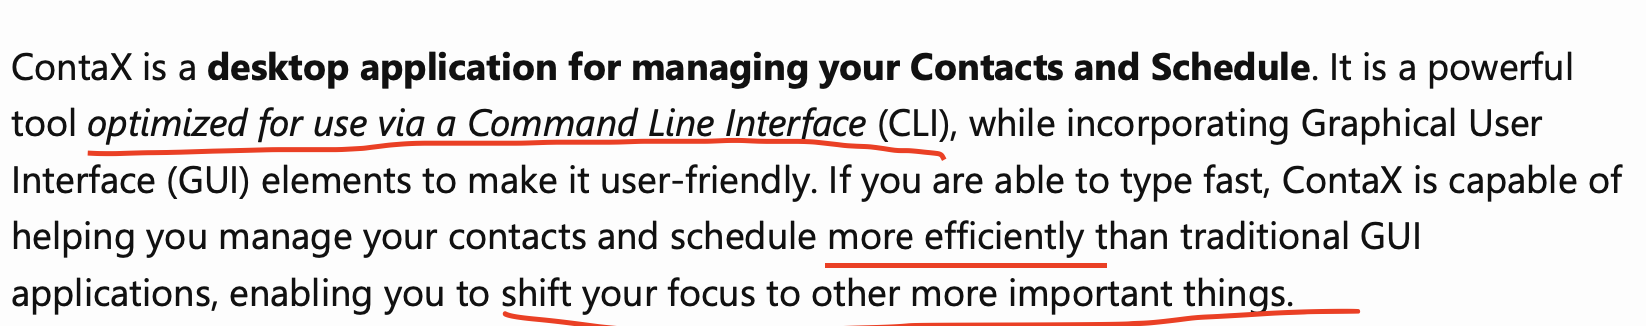 ContaX is a desktop application for managing your Contacts and Schedule. It is a powerful
tool optimized for use via a Command Line Interface (CLI), while incorporating Graphical User
Interface (GUI) elements to make it user-friendly. If you are able to type fast, ContaX is capable of
helping you manage your contacts and schedule more efficiently than traditional GUI
applications, enabling you to shift your focus to other more important things.